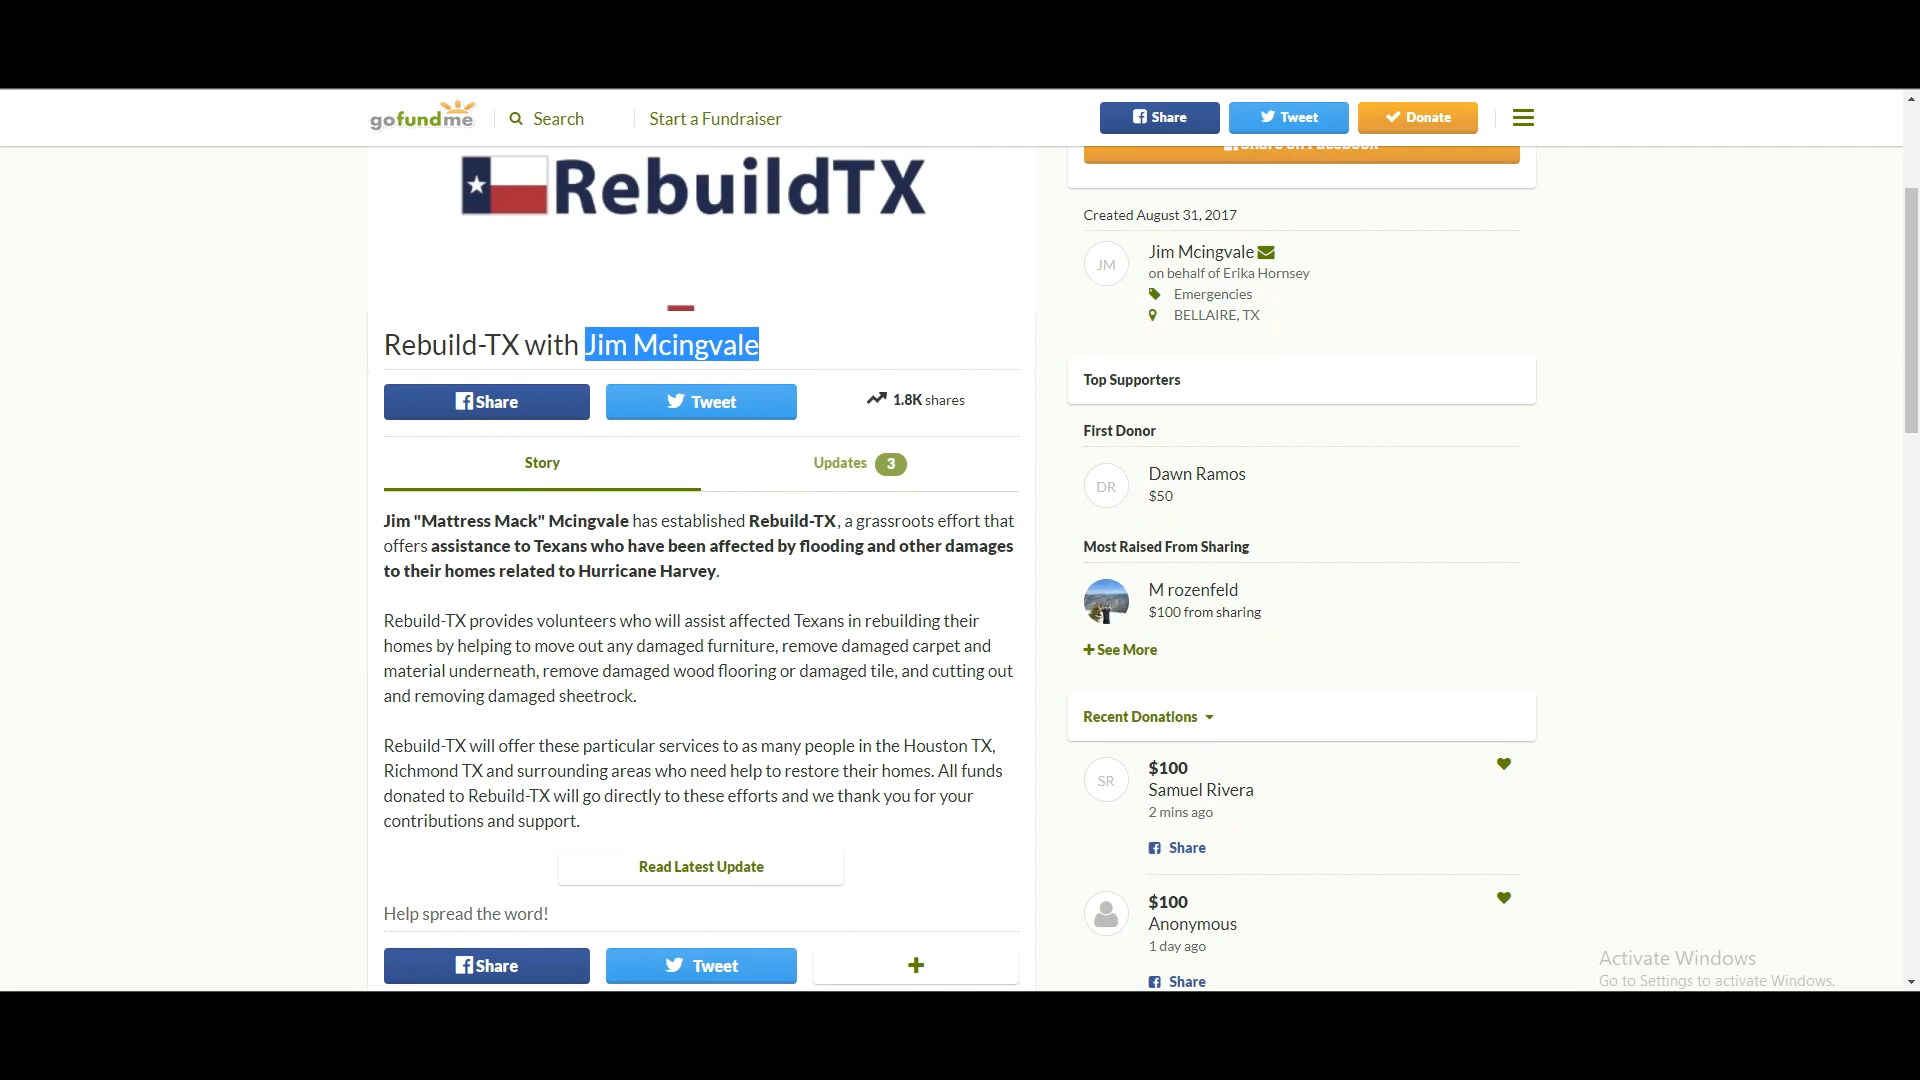 gofundme
Search
Start a Fundraiser
Share
Tweet
Donate
RebuildTX
Share on Facebook
Rebuild-TX with Jim Mcingvale
Share
Tweet
1.8K shares
Story
Updates 3
Jim "Mattress Mack" Mcingvale has established Rebuild-TX, a grassroots effort that
offers assistance to Texans who have been affected by flooding and other damages
to their homes related to Hurricane Harvey.
Rebuild-TX provides volunteers who will assist affected Texans in rebuilding their
homes by helping to move out any damaged furniture, remove damaged carpet and
material underneath, remove damaged wood flooring or damaged tile, and cutting out
and removing damaged sheetrock.
Rebuild-TX will offer these particular services to as many people in the Houston TX,
Richmond TX and surrounding areas who need help to restore their homes. All funds
donated to Rebuild-TX will go directly to these efforts and we thank you for your
contributions and support.
Read Latest Update
Help spread the word!
Share
Tweet
Created August 31, 2017
JM
Jim Mcingvale
on behalf of Erika Hornsey
Emergencies
BELLAIRE, TX
Top Supporters
First Donor
DR
Dawn Ramos
$50
Most Raised From Sharing
M rozenfeld
$100 from sharing
See More
Recent Donations
SR
$100
Samuel Rivera
2 mins ago
Share
$100
Anonymous
1 day ago
Share
Activate Windows
Go to Settings to activate Windows.